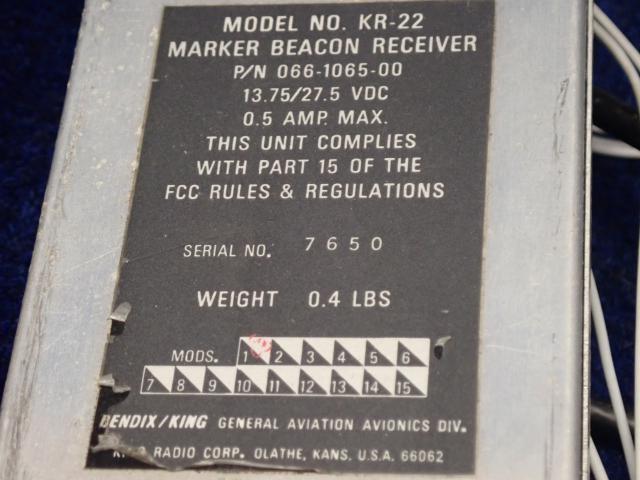 MODEL NO. KR-22
MARKER BEACON RECEIVER
P/N 066-1065-00
13.75/27.5 VDC
0.5 AMP. MAX.
THIS UNIT COMPLIES
WITH PART 15 OF THE
FCC RULES & REGULATIONS
SERIAL NO. 7650
WEIGHT 0.4 LBS
MODS. 1 2 3 4 5 6
7 8 9 10 11 12 13 14 15
BENDIX/KING GENERAL AVIATION AVIONICS DIV.
RADIO CORP. OLATHE, KANS. U.S.A. 66062